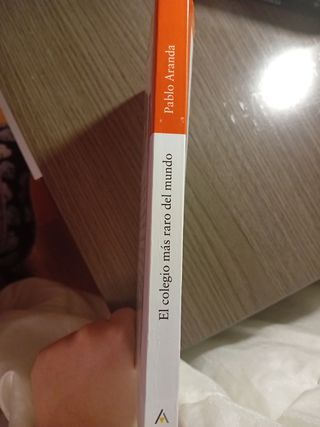 Pablo Aranda
El colegio más raro del mundo